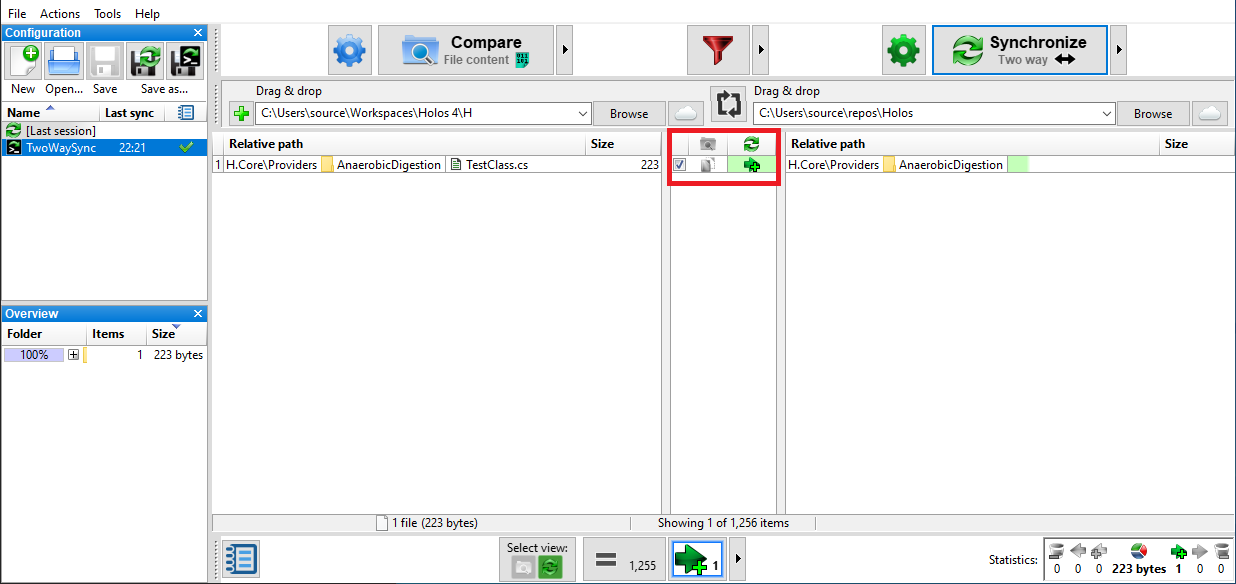 File Actions Tools Help
Configuration
New Open... Save Save as...
Name Last sync
[Last session]
TwoWaySync 22:21
Compare
File content
Synchronize
Two way
Drag & drop
C:\Users\source\Workspaces\Holos 4\H
Browse
Drag & drop
C:\Users\source\repos\Holos
Browse
Relative path Size
Relative path Size
1 H.Core\Providers AnaerobicDigestion TestClass.cs 223
H.Core\Providers AnaerobicDigestion
Overview
Folder Items Size
100% 1 223 bytes
1 file (223 bytes)
Showing 1 of 1,256 items
Select view:
1,255
1
Statistics:
0 0 0 223 bytes 1 0 0